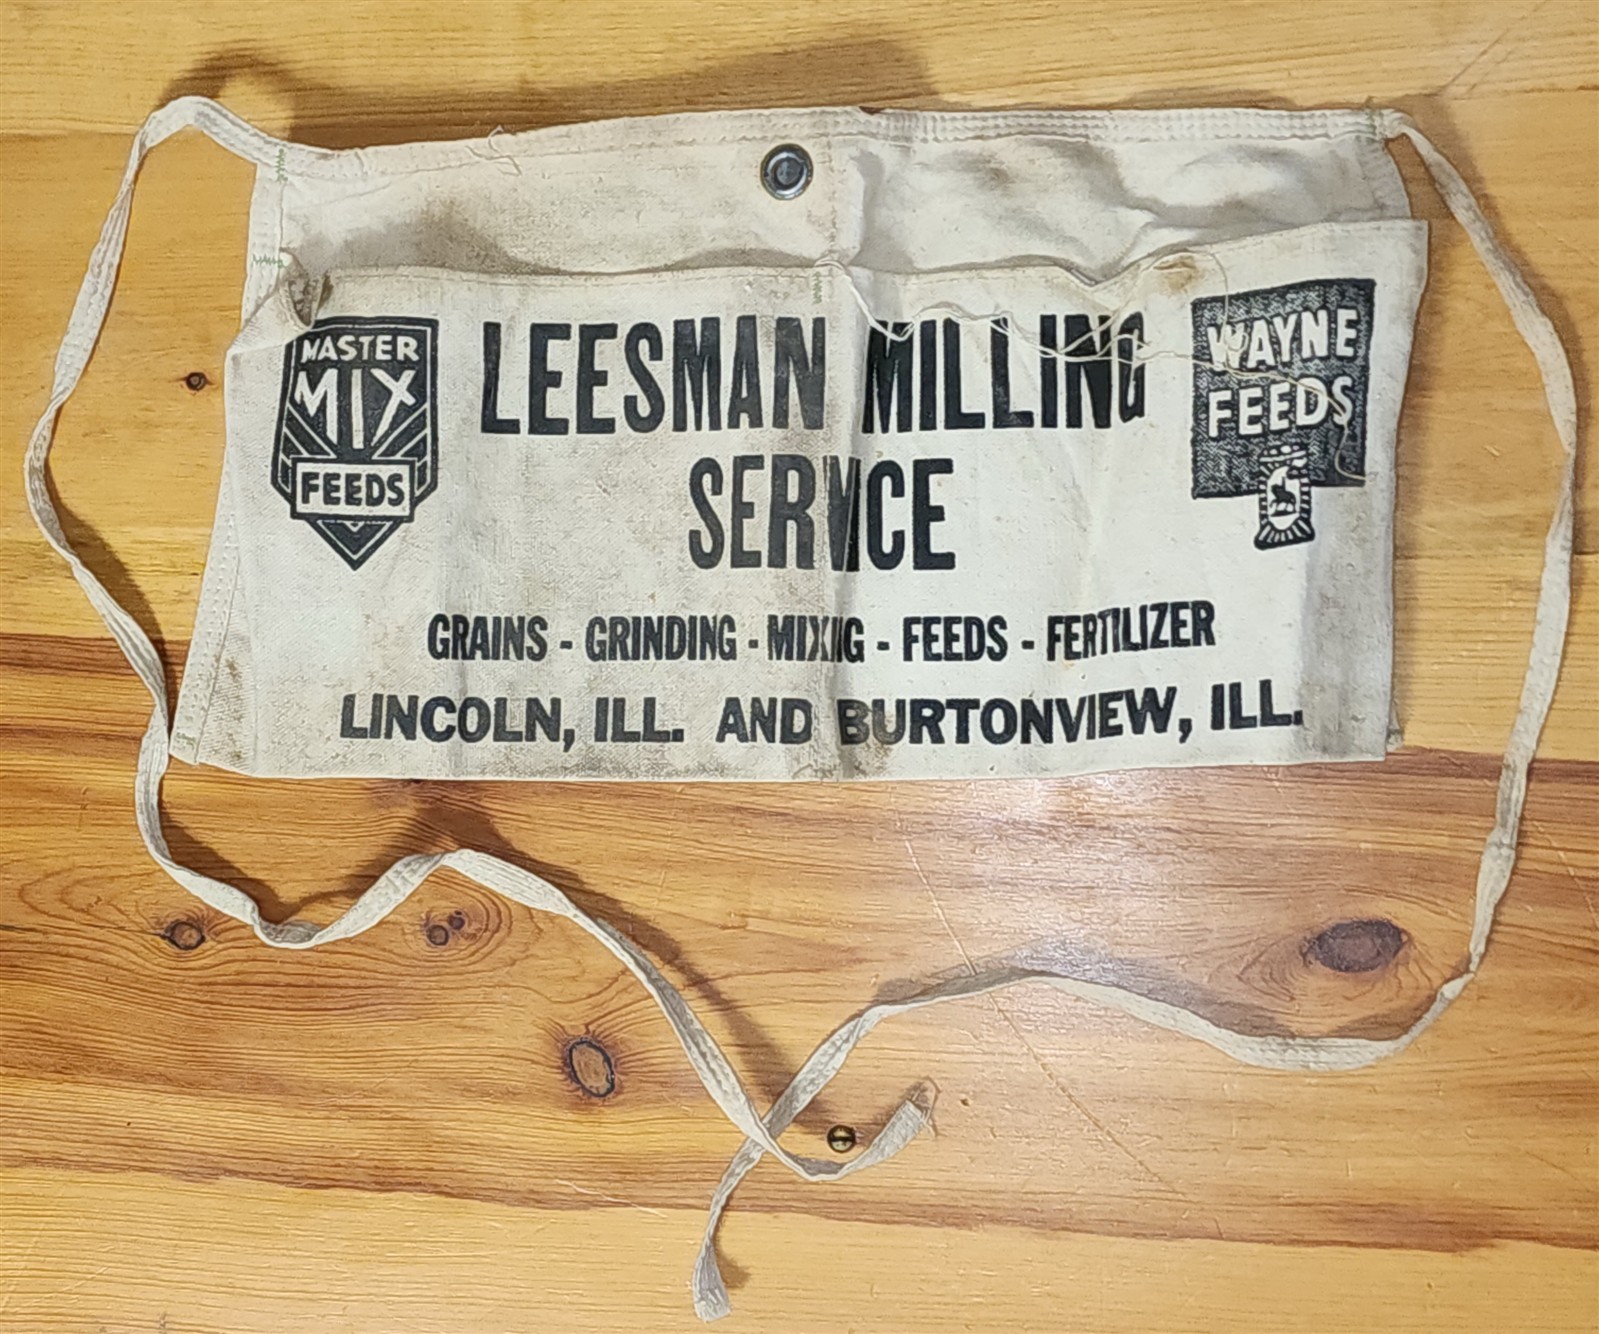 MASTER
MIX
FEEDS
LEESMAN MILLING
SERVICE
WAYNE
FEEDS
GRAINS - GRINDING - MIXING - FEEDS - FERTILIZER
LINCOLN, ILL. AND BURTONVIEW, ILL.